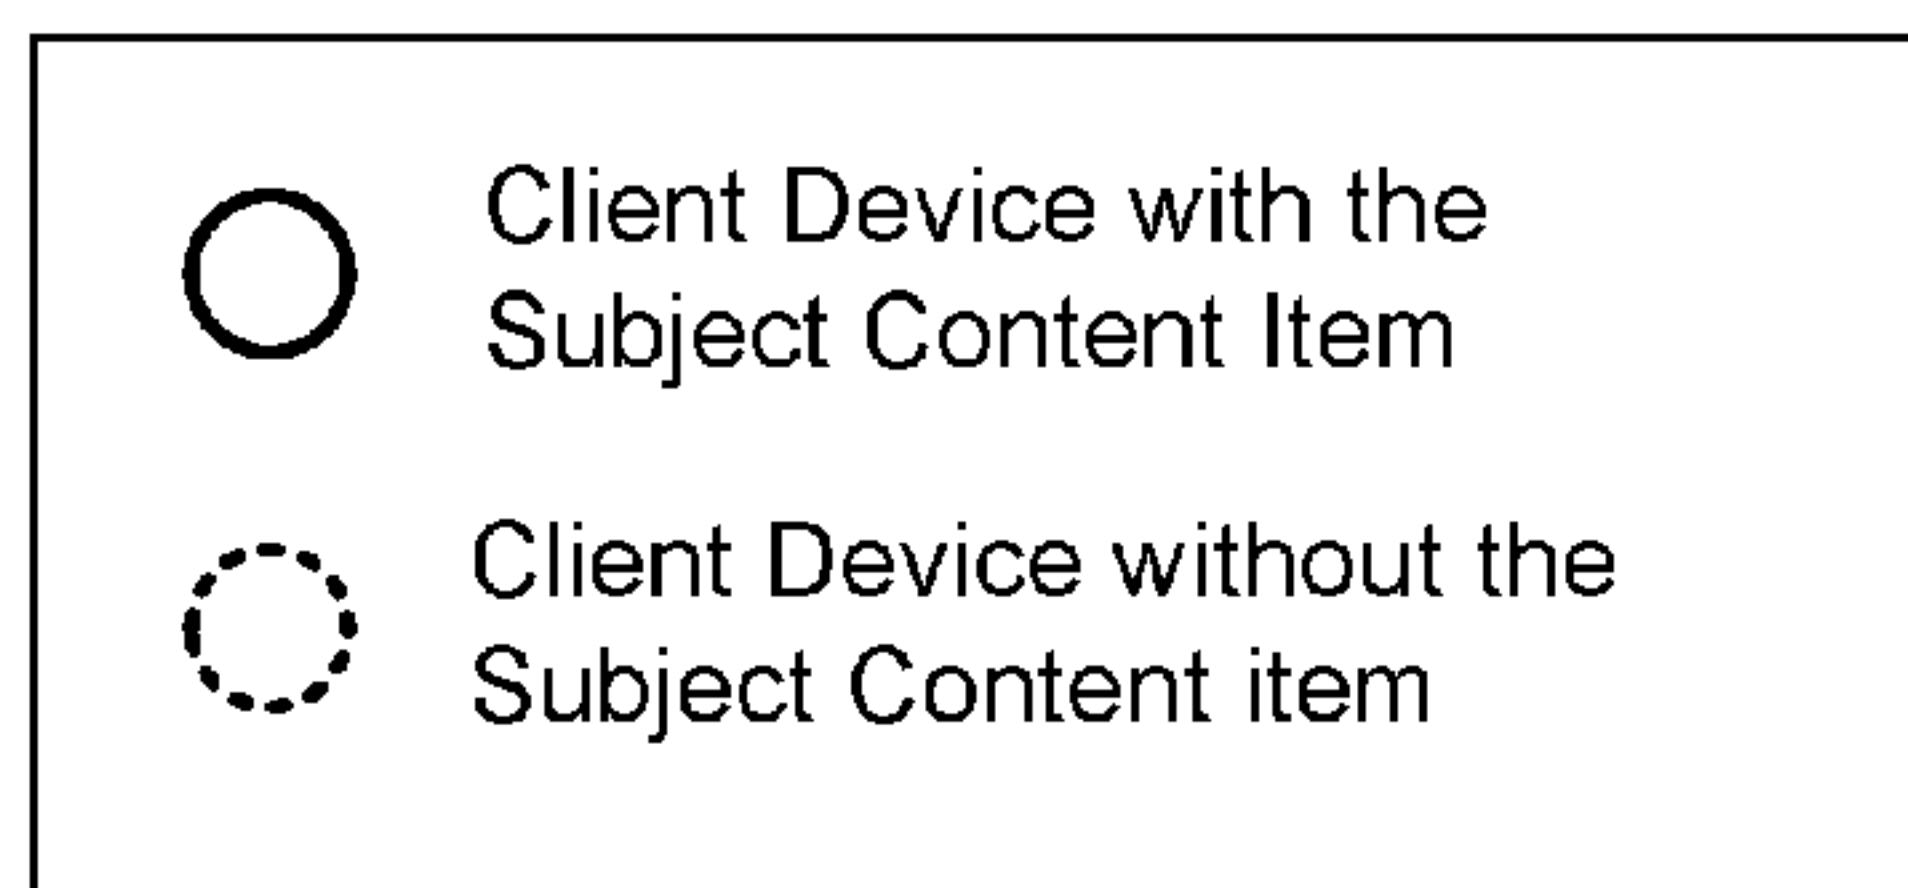 Client Device with the
Subject Content Item
Client Device without the
Subject Content item